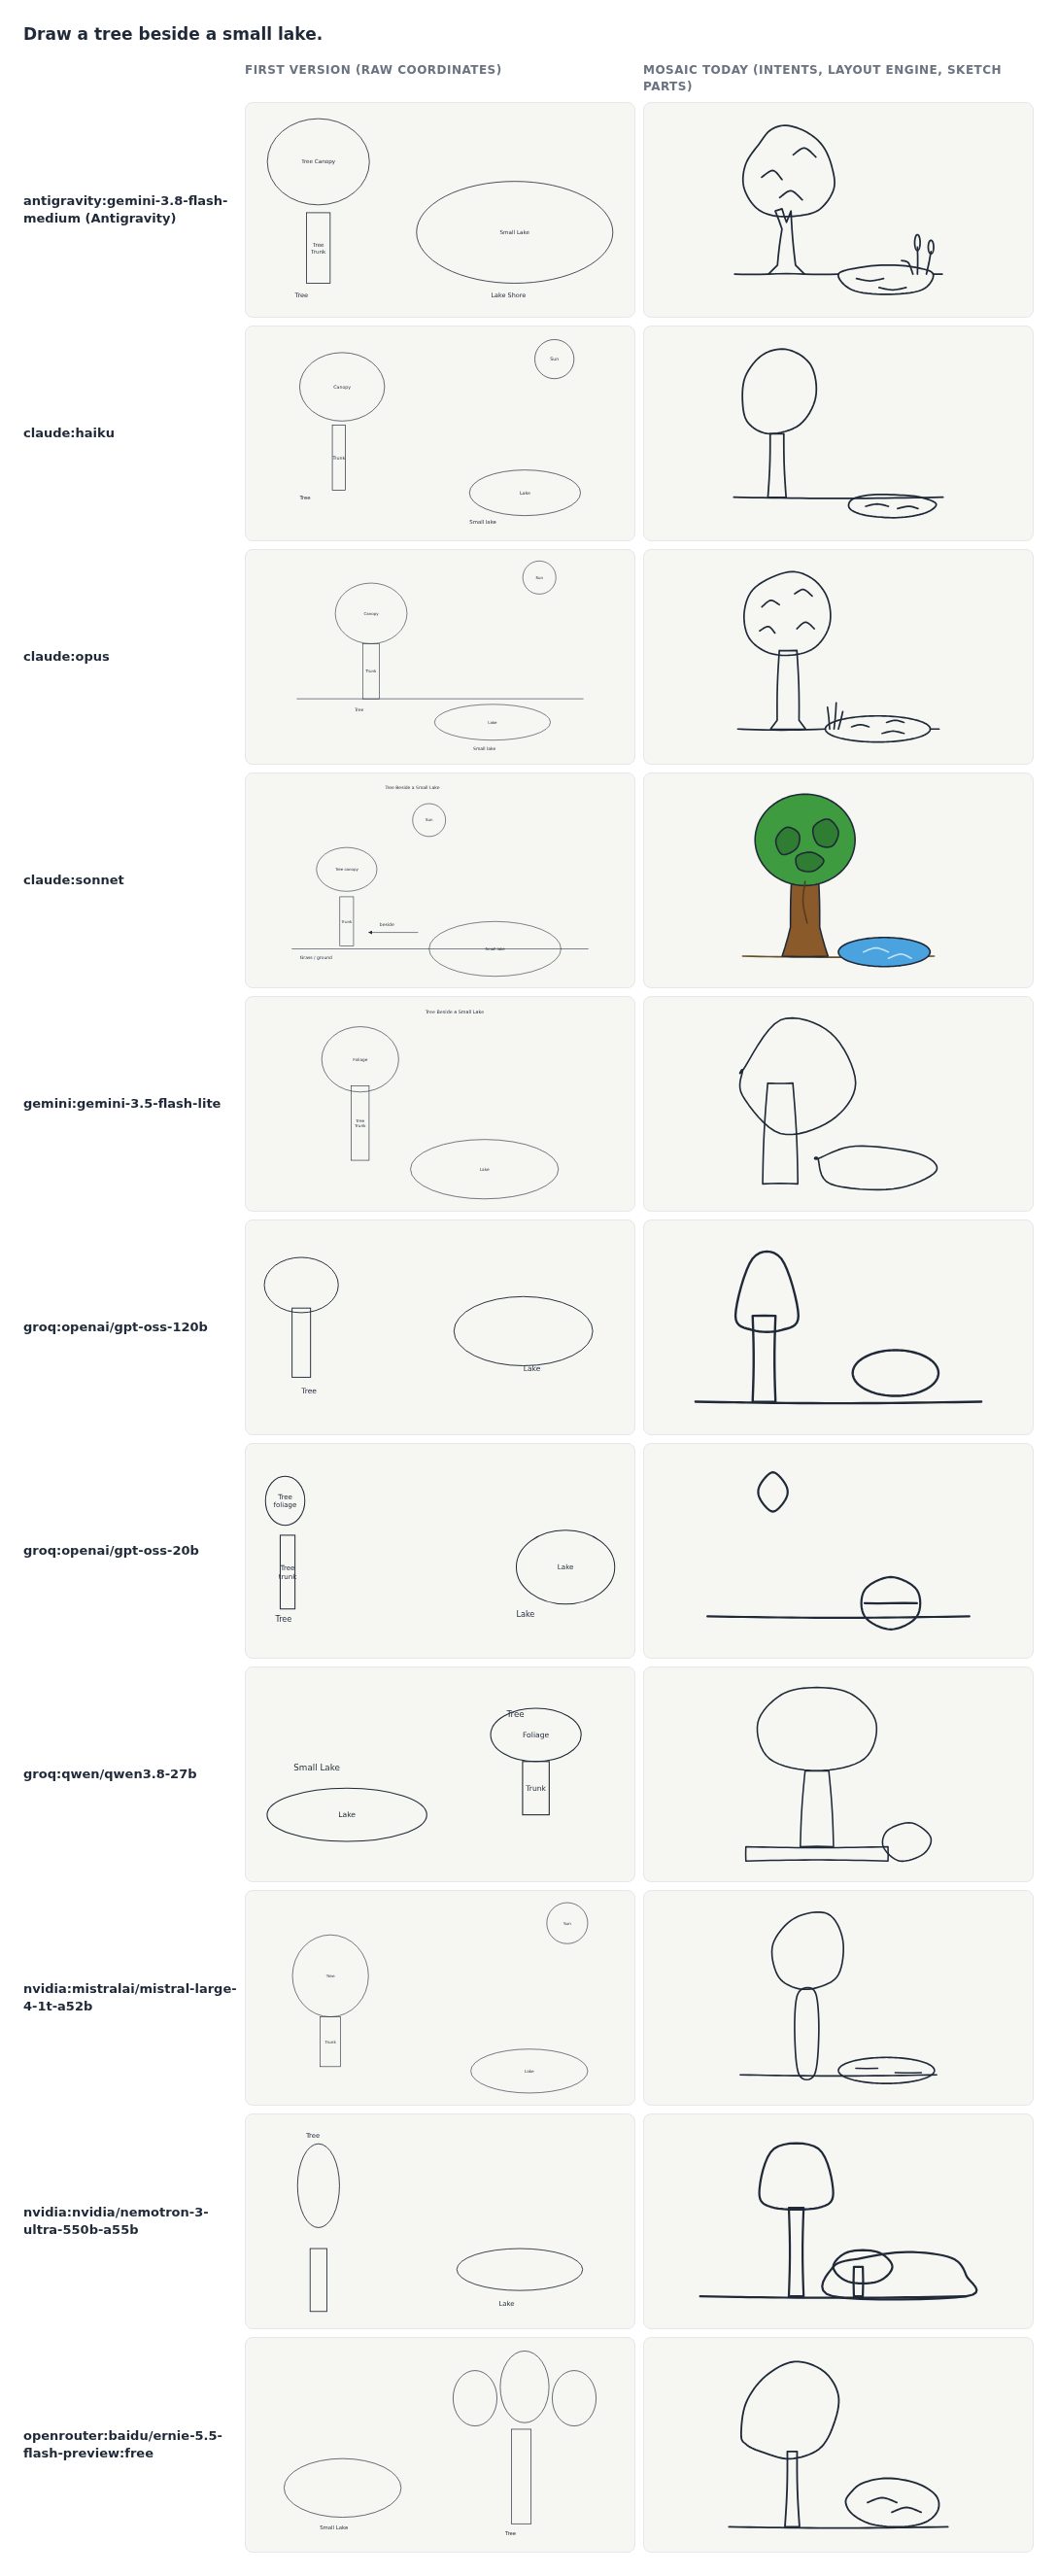 Draw a tree beside a small lake.
FIRST VERSION (RAW COORDINATES)
MOSAIC TODAY (INTENTS, LAYOUT ENGINE, SKETCH
PARTS)
antigravity:gemini-3.8-flash-
medium (Antigravity)
Tree Canopy
Tree
Trunk
Tree
Small Lake
Lake Shore
claude:haiku
Sun
Canopy
Trunk
Tree
Lake
Small lake
claude:opus
Sun
Canopy
Trunk
Tree
Lake
Small lake
claude:sonnet
Tree Beside a Small Lake
Sun
Tree canopy
Trunk
beside
Small lake
Grass / ground
gemini:gemini-3.5-flash-lite
Tree Beside a Small Lake
Foliage
Tree
Trunk
Lake
groq:openai/gpt-oss-120b
Lake
Tree
groq:openai/gpt-oss-20b
Tree
foliage
Tree
trunk
Tree
Lake
Lake
groq:qwen/qwen3.8-27b
Tree
Foliage
Small Lake
Trunk
Lake
nvidia:mistralai/mistral-large-
4-1t-a52b
Sun
Tree
Trunk
Lake
nvidia:nvidia/nemotron-3-
ultra-550b-a55b
Tree
Lake
openrouter:baidu/ernie-5.5-
flash-preview:free
Small Lake
Tree